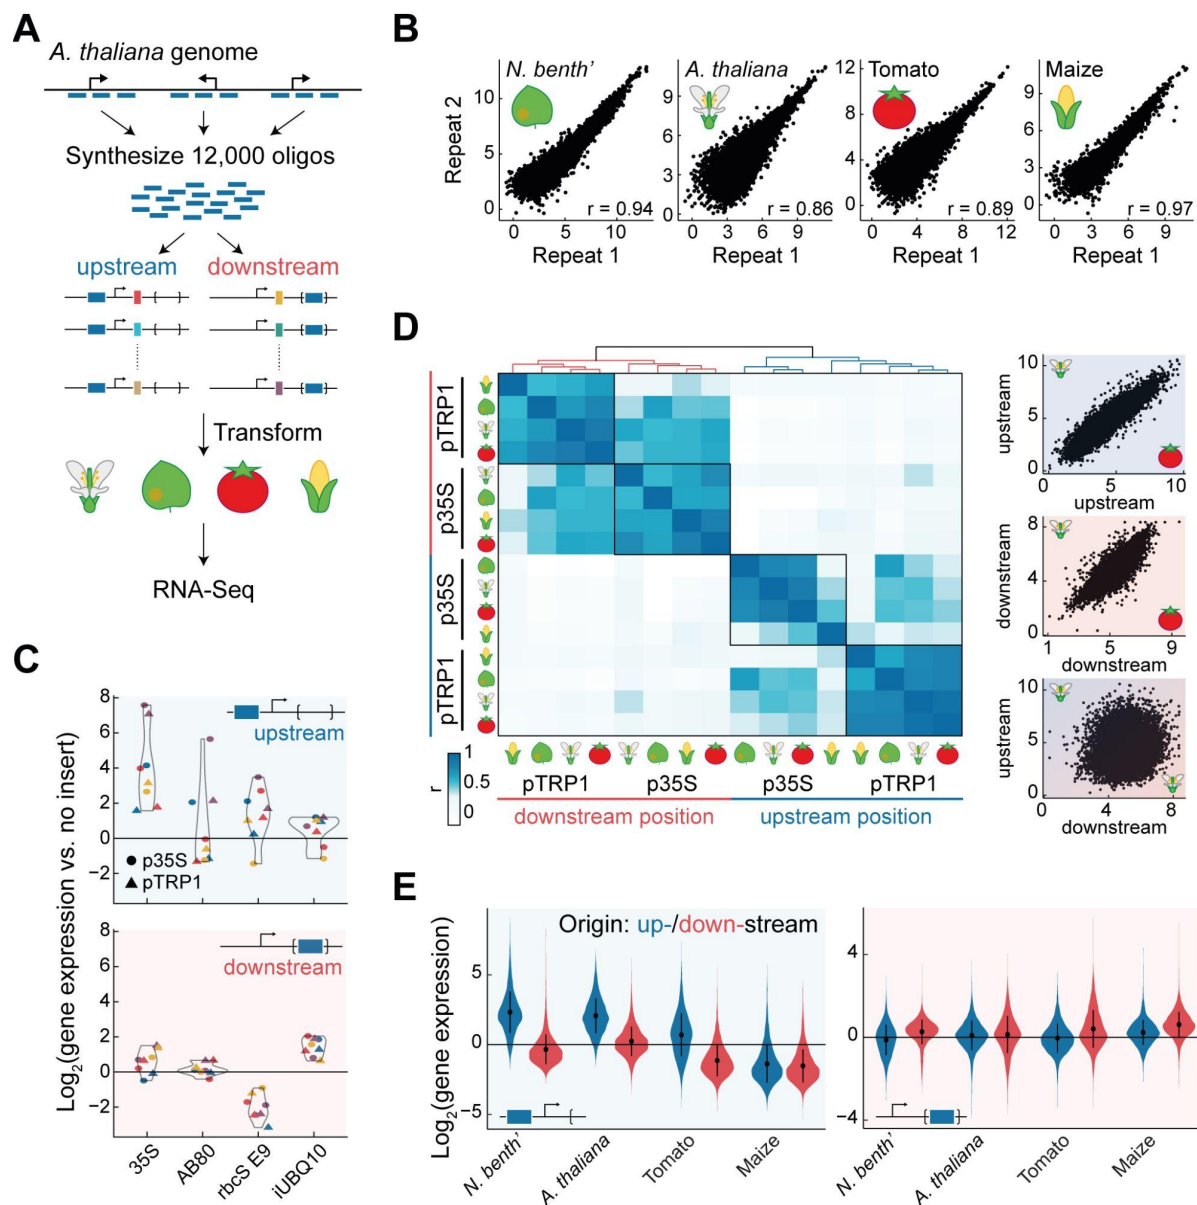 A
A. thaliana genome
Synthesize 12,000 oligos
upstream
downstream
Transform
RNA-Seq
B
N. benth’
A. thaliana
Tomato
Maize
Repeat 2
10
5
0
9
6
3
0
12
8
4
0
9
6
3
0
r = 0.94
r = 0.86
r = 0.89
r = 0.97
0 5 10
0 3 6 9
0 4 8 12
0 3 6 9
Repeat 1
Repeat 1
Repeat 1
Repeat 1
C
Log2(gene expression vs. no insert)
8
6
4
2
0
−2
upstream
p35S
pTRP1
8
6
4
2
0
−2
downstream
35S
AB80
rbcS E9
iUBQ10
D
pTRP1
p35S
p35S
pTRP1
r
1
0.5
0
pTRP1
p35S
p35S
pTRP1
downstream position
upstream position
upstream
10
5
0
0 5 10
upstream
downstream
8
4
0
1 5 9
downstream
upstream
10
5
0
0 4 8
downstream
E
Log2(gene expression)
Origin: up-/down-stream
5
0
−5
N. benth’
A. thaliana
Tomato
Maize
4
0
−4
N. benth’
A. thaliana
Tomato
Maize